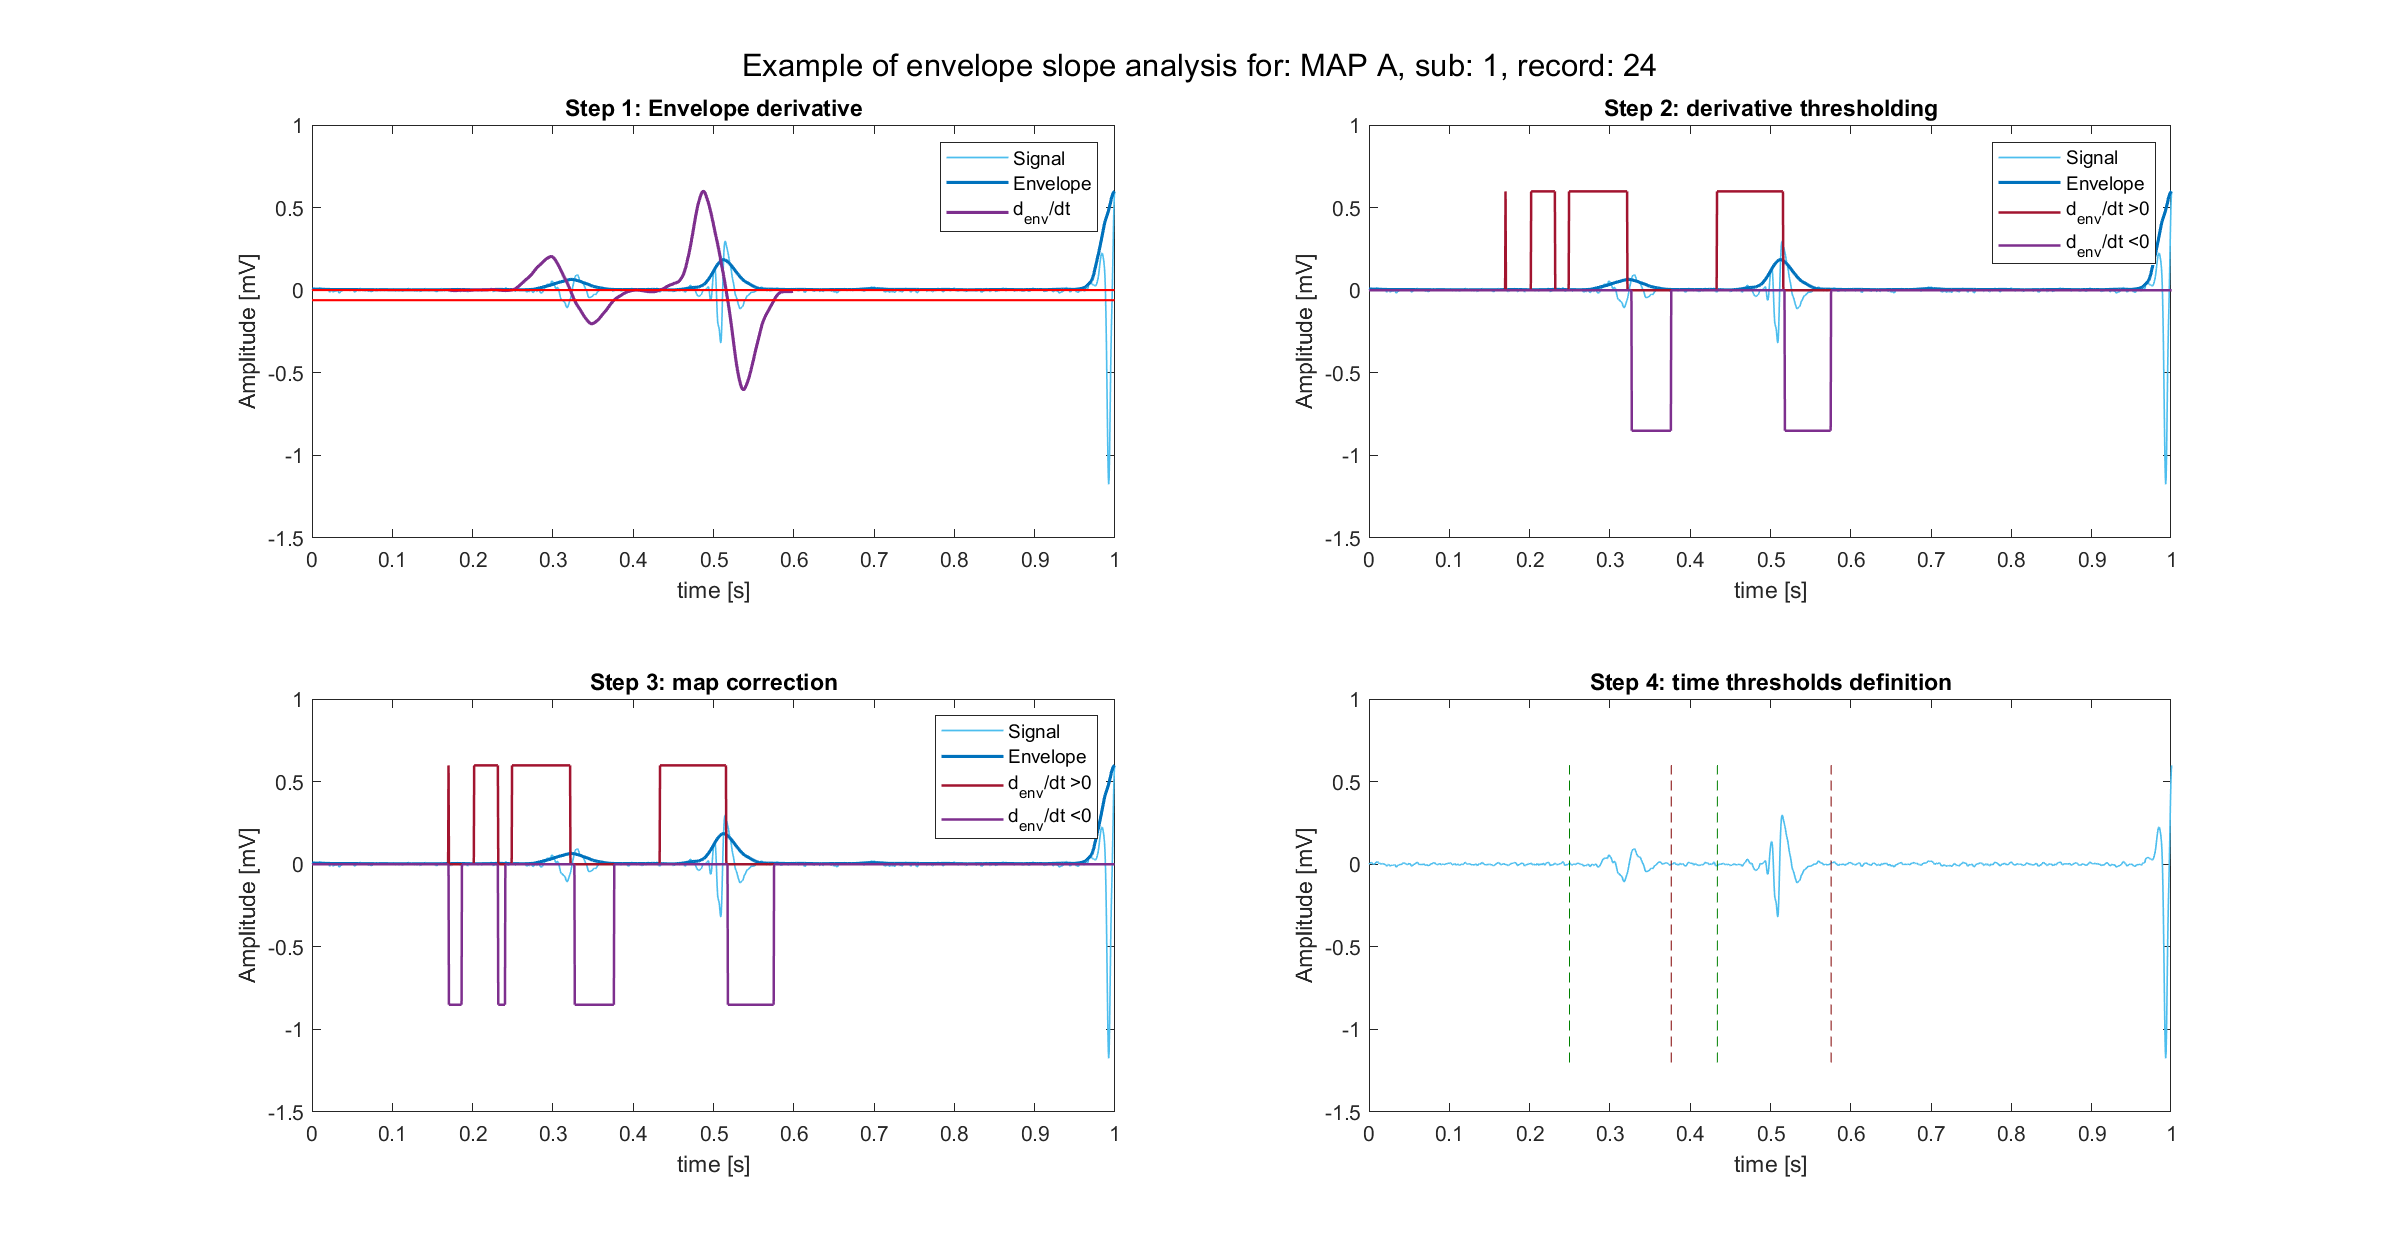 Example of envelope slope analysis for: MAP A, sub: 1, record: 24
Step 1: Envelope derivative
1
0.5
0
-0.5
-1
-1.5
Amplitude [mV]
Signal
Envelope
d_env/dt
0 0.1 0.2 0.3 0.4 0.5 0.6 0.7 0.8 0.9 1
time [s]
Step 2: derivative thresholding
1
0.5
0
-0.5
-1
-1.5
Amplitude [mV]
Signal
Envelope
d_env/dt >0
d_env/dt <0
0 0.1 0.2 0.3 0.4 0.5 0.6 0.7 0.8 0.9 1
time [s]
Step 3: map correction
1
0.5
0
-0.5
-1
-1.5
Amplitude [mV]
Signal
Envelope
d_env/dt >0
d_env/dt <0
0 0.1 0.2 0.3 0.4 0.5 0.6 0.7 0.8 0.9 1
time [s]
Step 4: time thresholds definition
1
0.5
0
-0.5
-1
-1.5
Amplitude [mV]
0 0.1 0.2 0.3 0.4 0.5 0.6 0.7 0.8 0.9 1
time [s]